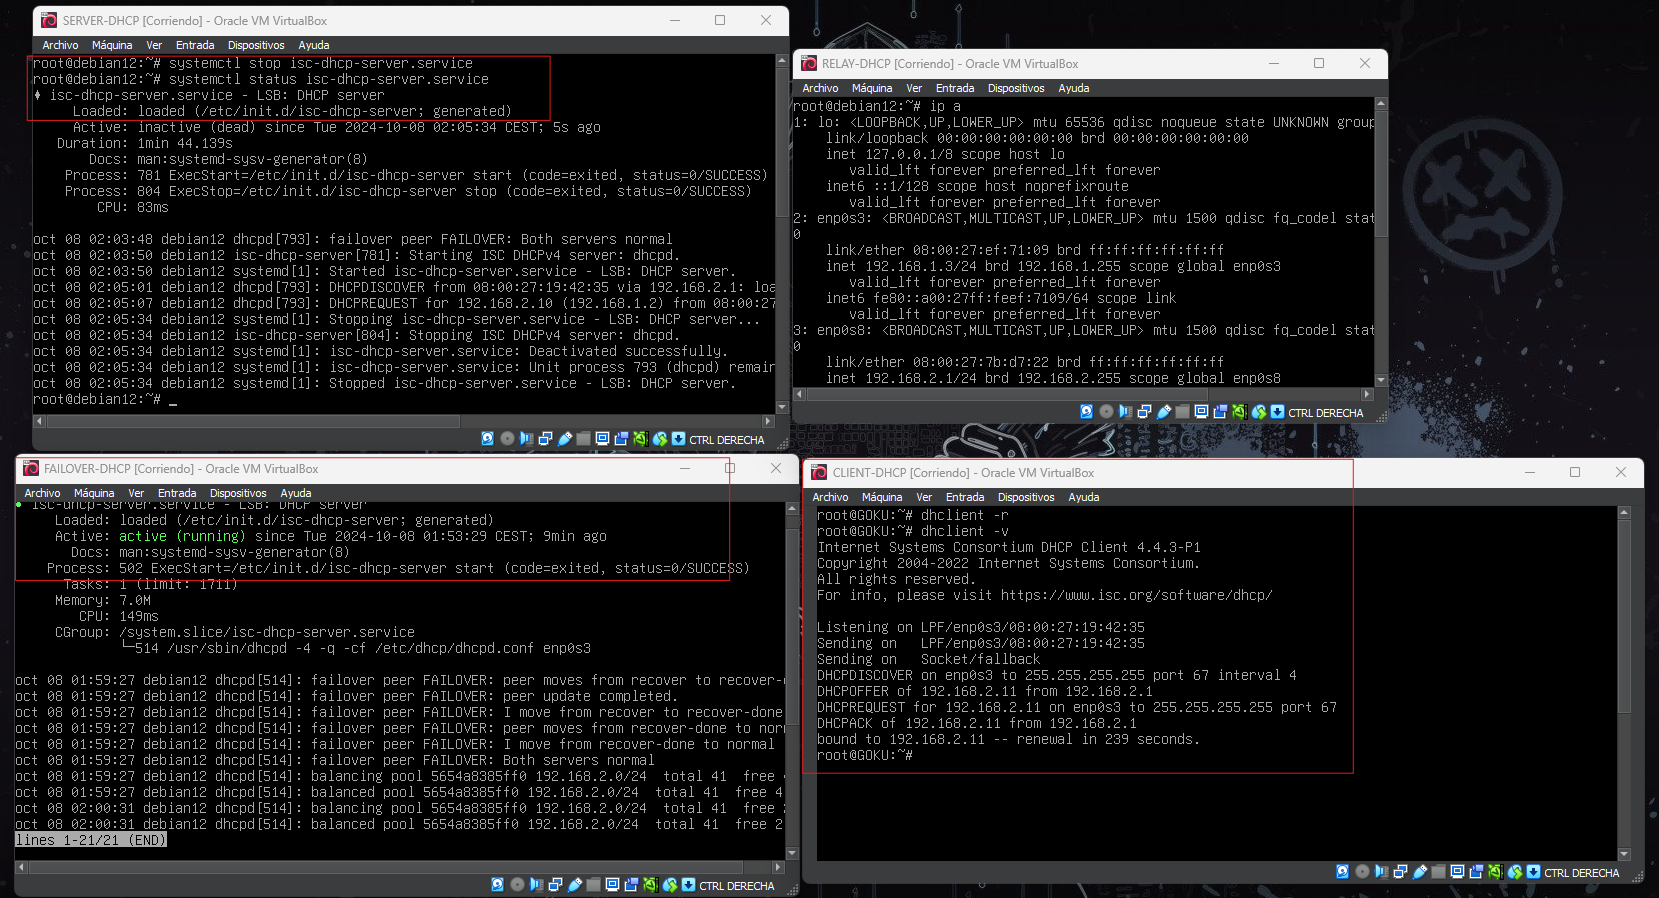 SERVER-DHCP [Corriendo] - Oracle VM VirtualBox
Archivo Máquina Ver Entrada Dispositivos Ayuda
root@debian12:~# systemctl stop isc-dhcp-server.service
root@debian12:~# systemctl status isc-dhcp-server.service
♦ isc-dhcp-server.service - LSB: DHCP server
Loaded: loaded (/etc/init.d/isc-dhcp-server; generated)
Active: inactive (dead) since Tue 2024-10-08 02:05:34 CEST; 5s ago
Duration: 1min 44.139s
Docs: man:systemd-sysv-generator(8)
Process: 781 ExecStart=/etc/init.d/isc-dhcp-server start (code=exited, status=0/SUCCESS)
Process: 804 ExecStop=/etc/init.d/isc-dhcp-server stop (code=exited, status=0/SUCCESS)
CPU: 83ms
oct 08 02:03:48 debian12 dhcpd[793]: failover peer FAILOVER: Both servers normal
oct 08 02:03:50 debian12 isc-dhcp-server[781]: Starting ISC DHCPv4 server: dhcpd.
oct 08 02:03:50 debian12 systemd[1]: Started isc-dhcp-server.service - LSB: DHCP server.
oct 08 02:05:01 debian12 dhcpd[793]: DHCPDISCOVER from 08:00:27:19:42:35 via 192.168.2.1: loa
oct 08 02:05:07 debian12 dhcpd[793]: DHCPREQUEST for 192.168.2.10 (192.168.1.2) from 08:00:27
oct 08 02:05:34 debian12 systemd[1]: Stopping isc-dhcp-server.service - LSB: DHCP server...
oct 08 02:05:34 debian12 isc-dhcp-server[804]: Stopping ISC DHCPv4 server: dhcpd.
oct 08 02:05:34 debian12 systemd[1]: isc-dhcp-server.service: Deactivated successfully.
oct 08 02:05:34 debian12 systemd[1]: isc-dhcp-server.service: Unit process 793 (dhcpd) remain
oct 08 02:05:34 debian12 systemd[1]: Stopped isc-dhcp-server.service - LSB: DHCP server.
root@debian12:~# _
CTRL DERECHA
RELAY-DHCP [Corriendo] - Oracle VM VirtualBox
Archivo Máquina Ver Entrada Dispositivos Ayuda
root@debian12:~# ip a
1: lo: <LOOPBACK,UP,LOWER_UP> mtu 65536 qdisc noqueue state UNKNOWN group
link/loopback 00:00:00:00:00:00 brd 00:00:00:00:00:00
inet 127.0.0.1/8 scope host lo
valid_lft forever preferred_lft forever
inet6 ::1/128 scope host noprefixroute
valid_lft forever preferred_lft forever
2: enp0s3: <BROADCAST,MULTICAST,UP,LOWER_UP> mtu 1500 qdisc fq_codel stat
0
link/ether 08:00:27:ef:71:09 brd ff:ff:ff:ff:ff:ff
inet 192.168.1.3/24 brd 192.168.1.255 scope global enp0s3
valid_lft forever preferred_lft forever
inet6 fe80::a00:27ff:feef:7109/64 scope link
valid_lft forever preferred_lft forever
3: enp0s8: <BROADCAST,MULTICAST,UP,LOWER_UP> mtu 1500 qdisc fq_codel stat
0
link/ether 08:00:27:7b:d7:22 brd ff:ff:ff:ff:ff:ff
inet 192.168.2.1/24 brd 192.168.2.255 scope global enp0s8
CTRL DERECHA
FAILOVER-DHCP [Corriendo] - Oracle VM VirtualBox
Archivo Máquina Ver Entrada Dispositivos Ayuda
● isc-dhcp-server.service - LSB: DHCP server
Loaded: loaded (/etc/init.d/isc-dhcp-server; generated)
Active: active (running) since Tue 2024-10-08 01:53:29 CEST; 9min ago
Docs: man:systemd-sysv-generator(8)
Process: 502 ExecStart=/etc/init.d/isc-dhcp-server start (code=exited, status=0/SUCCESS)
Tasks: 1 (limit: 1711)
Memory: 7.0M
CPU: 149ms
CGroup: /system.slice/isc-dhcp-server.service
└─514 /usr/sbin/dhcpd -4 -q -cf /etc/dhcp/dhcpd.conf enp0s3
oct 08 01:59:27 debian12 dhcpd[514]: failover peer FAILOVER: peer moves from recover to recover-
oct 08 01:59:27 debian12 dhcpd[514]: failover peer FAILOVER: peer update completed.
oct 08 01:59:27 debian12 dhcpd[514]: failover peer FAILOVER: I move from recover to recover-done
oct 08 01:59:27 debian12 dhcpd[514]: failover peer FAILOVER: peer moves from recover-done to nor
oct 08 01:59:27 debian12 dhcpd[514]: failover peer FAILOVER: I move from recover-done to normal
oct 08 01:59:27 debian12 dhcpd[514]: failover peer FAILOVER: Both servers normal
oct 08 01:59:27 debian12 dhcpd[514]: balancing pool 5654a8385ff0 192.168.2.0/24 total 41 free
oct 08 01:59:27 debian12 dhcpd[514]: balanced pool 5654a8385ff0 192.168.2.0/24 total 41 free 4
oct 08 02:00:31 debian12 dhcpd[514]: balancing pool 5654a8385ff0 192.168.2.0/24 total 41 free
oct 08 02:00:31 debian12 dhcpd[514]: balanced pool 5654a8385ff0 192.168.2.0/24 total 41 free 2
lines 1-21/21 (END)
CTRL DERECHA
CLIENT-DHCP [Corriendo] - Oracle VM VirtualBox
Archivo Máquina Ver Entrada Dispositivos Ayuda
root@GOKU:~# dhclient -r
root@GOKU:~# dhclient -v
Internet Systems Consortium DHCP Client 4.4.3-P1
Copyright 2004-2022 Internet Systems Consortium.
All rights reserved.
For info, please visit https://www.isc.org/software/dhcp/
Listening on LPF/enp0s3/08:00:27:19:42:35
Sending on LPF/enp0s3/08:00:27:19:42:35
Sending on Socket/fallback
DHCPDISCOVER on enp0s3 to 255.255.255.255 port 67 interval 4
DHCPOFFER of 192.168.2.11 from 192.168.2.1
DHCPREQUEST for 192.168.2.11 on enp0s3 to 255.255.255.255 port 67
DHCPACK of 192.168.2.11 from 192.168.2.1
bound to 192.168.2.11 -- renewal in 239 seconds.
root@GOKU:~#
CTRL DERECHA